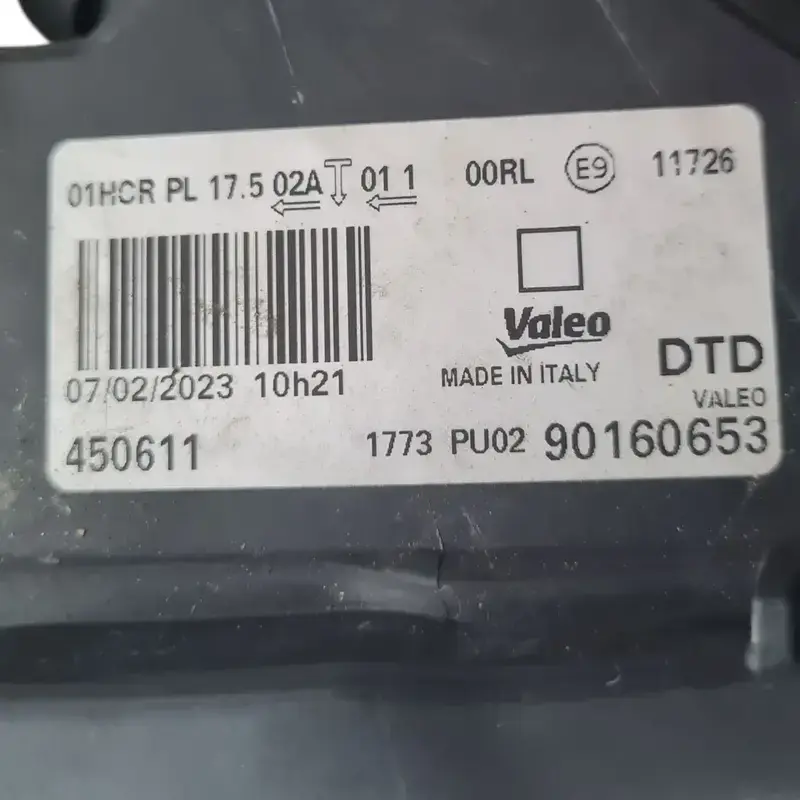 01HCR PL 17.5 02A 01 1 00RL E9 11726
Valeo
MADE IN ITALY
DTD
VALEO
07/02/2023 10h21
450611 1773 PU02 90160653